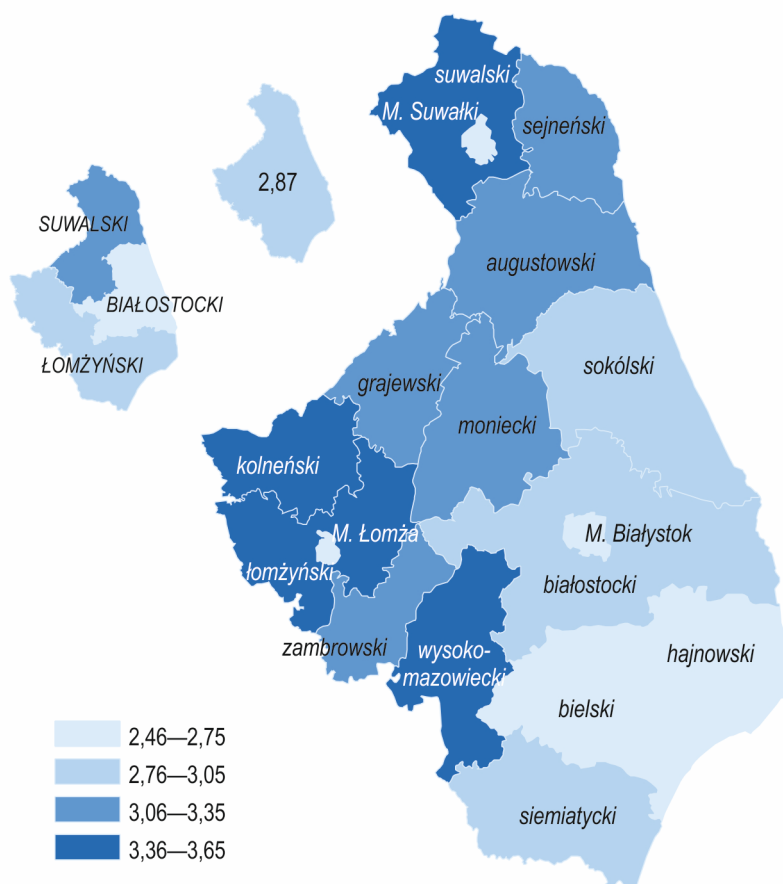 suwalski
M. Suwałki
sejneński
2,87
SUWALSKI
augustowski
BIAŁOSTOCKI
ŁOMŻYŃSKI
sokólski
grajewski
moniecki
kolneński
M. Łomża
M. Białystok
łomżyński
białostocki
zambrowski
wysoko-
mazowiecki
hajnowski
bielski
siemiatycki
2,46—2,75
2,76—3,05
3,06—3,35
3,36—3,65